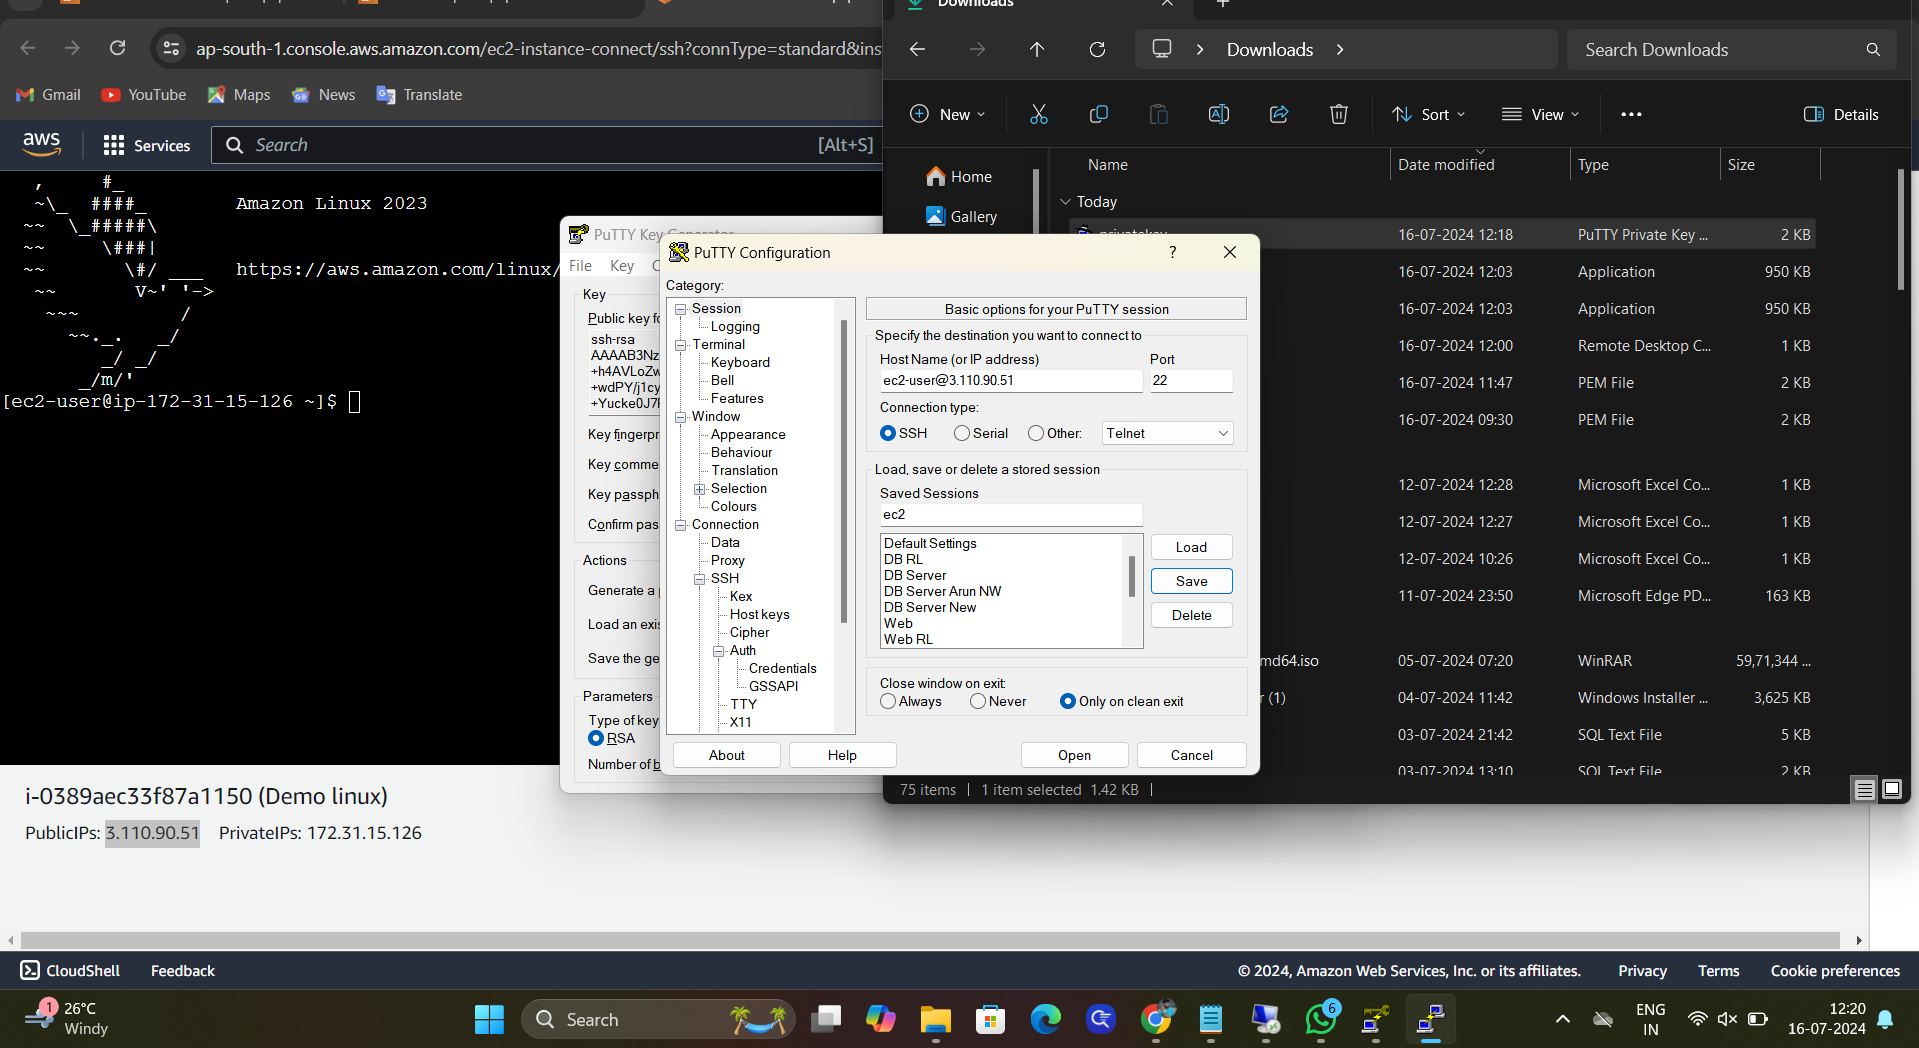 ap-south-1.console.aws.amazon.com/ec2-instance-connect/ssh?connType=standard&ins
Gmail
YouTube
Maps
News
Translate
aws
Services
Search
[Alt+S]
Amazon Linux 2023
https://aws.amazon.com/linux/
[ec2-user@ip-172-31-15-126 ~]$
i-0389aec33f87a1150 (Demo linux)
PublicIPs: 3.110.90.51 PrivateIPs: 172.31.15.126
PuTTY Key Generator
File Key
Key
Public key fo
ssh-rsa
AAAAB3Nz
+h4AVLoZw
+wdPY/j1cy
+Yucke0J7
Key fingerpr
Key comme
Key passph
Confirm pas
Actions
Generate a p
Load an exis
Save the ge
Parameters
Type of key
RSA
Number of b
PuTTY Configuration
?
Category:
Session
Logging
Terminal
Keyboard
Bell
Features
Window
Appearance
Behaviour
Translation
Selection
Colours
Connection
Data
Proxy
SSH
Kex
Host keys
Cipher
Auth
Credentials
GSSAPI
TTY
X11
Basic options for your PuTTY session
Specify the destination you want to connect to
Host Name (or IP address) Port
ec2-user@3.110.90.51 22
Connection type:
SSH Serial Other: Telnet
Load, save or delete a stored session
Saved Sessions
ec2
Default Settings
DB RL
DB Server
DB Server Arun NW
DB Server New
Web
Web RL
Load
Save
Delete
Close window on exit:
Always Never Only on clean exit
About Help Open Cancel
Downloads
Downloads
Search Downloads
New
Sort
View
Details
Home
Gallery
Name Date modified Type Size
Today
privatekey 16-07-2024 12:18 PuTTY Private Key ... 2 KB
16-07-2024 12:03 Application 950 KB
16-07-2024 12:03 Application 950 KB
16-07-2024 12:00 Remote Desktop C... 1 KB
16-07-2024 11:47 PEM File 2 KB
16-07-2024 09:30 PEM File 2 KB
12-07-2024 12:28 Microsoft Excel Co... 1 KB
12-07-2024 12:27 Microsoft Excel Co... 1 KB
12-07-2024 10:26 Microsoft Excel Co... 1 KB
11-07-2024 23:50 Microsoft Edge PD... 163 KB
md64.iso 05-07-2024 07:20 WinRAR 59,71,344 ...
r (1) 04-07-2024 11:42 Windows Installer ... 3,625 KB
03-07-2024 21:42 SQL Text File 5 KB
03-07-2024 13:10 SQL Text File 2 KB
75 items 1 item selected 1.42 KB
CloudShell Feedback
© 2024, Amazon Web Services, Inc. or its affiliates. Privacy Terms Cookie preferences
1
26°C
Windy
Search
6
ENG
IN
12:20
16-07-2024